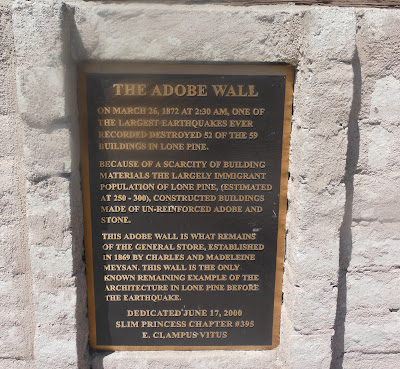 THE ADOBE WALL
ON MARCH 26, 1872 AT 2:30 AM, ONE OF
THE LARGEST EARTHQUAKES EVER
RECORDED DESTROYED 52 OF THE 59
BUILDINGS IN LONE PINE.
BECAUSE OF A SCARCITY OF BUILDING
MATERIALS THE LARGELY IMMIGRANT
POPULATION OF LONE PINE, (ESTIMATED
AT 250 - 300), CONSTRUCTED BUILDINGS
MADE OF UN-REINFORCED ADOBE AND
STONE.
THIS ADOBE WALL IS WHAT REMAINS
OF THE GENERAL STORE, ESTABLISHED
IN 1869 BY CHARLES AND MADELEINE
MEYSAN. THIS WALL IS THE ONLY
KNOWN REMAINING EXAMPLE OF THE
ARCHITECTURE IN LONE PINE BEFORE
THE EARTHQUAKE.
DEDICATED JUNE 17, 2000
SLIM PRINCESS CHAPTER #395
E. CLAMPUS VITUS